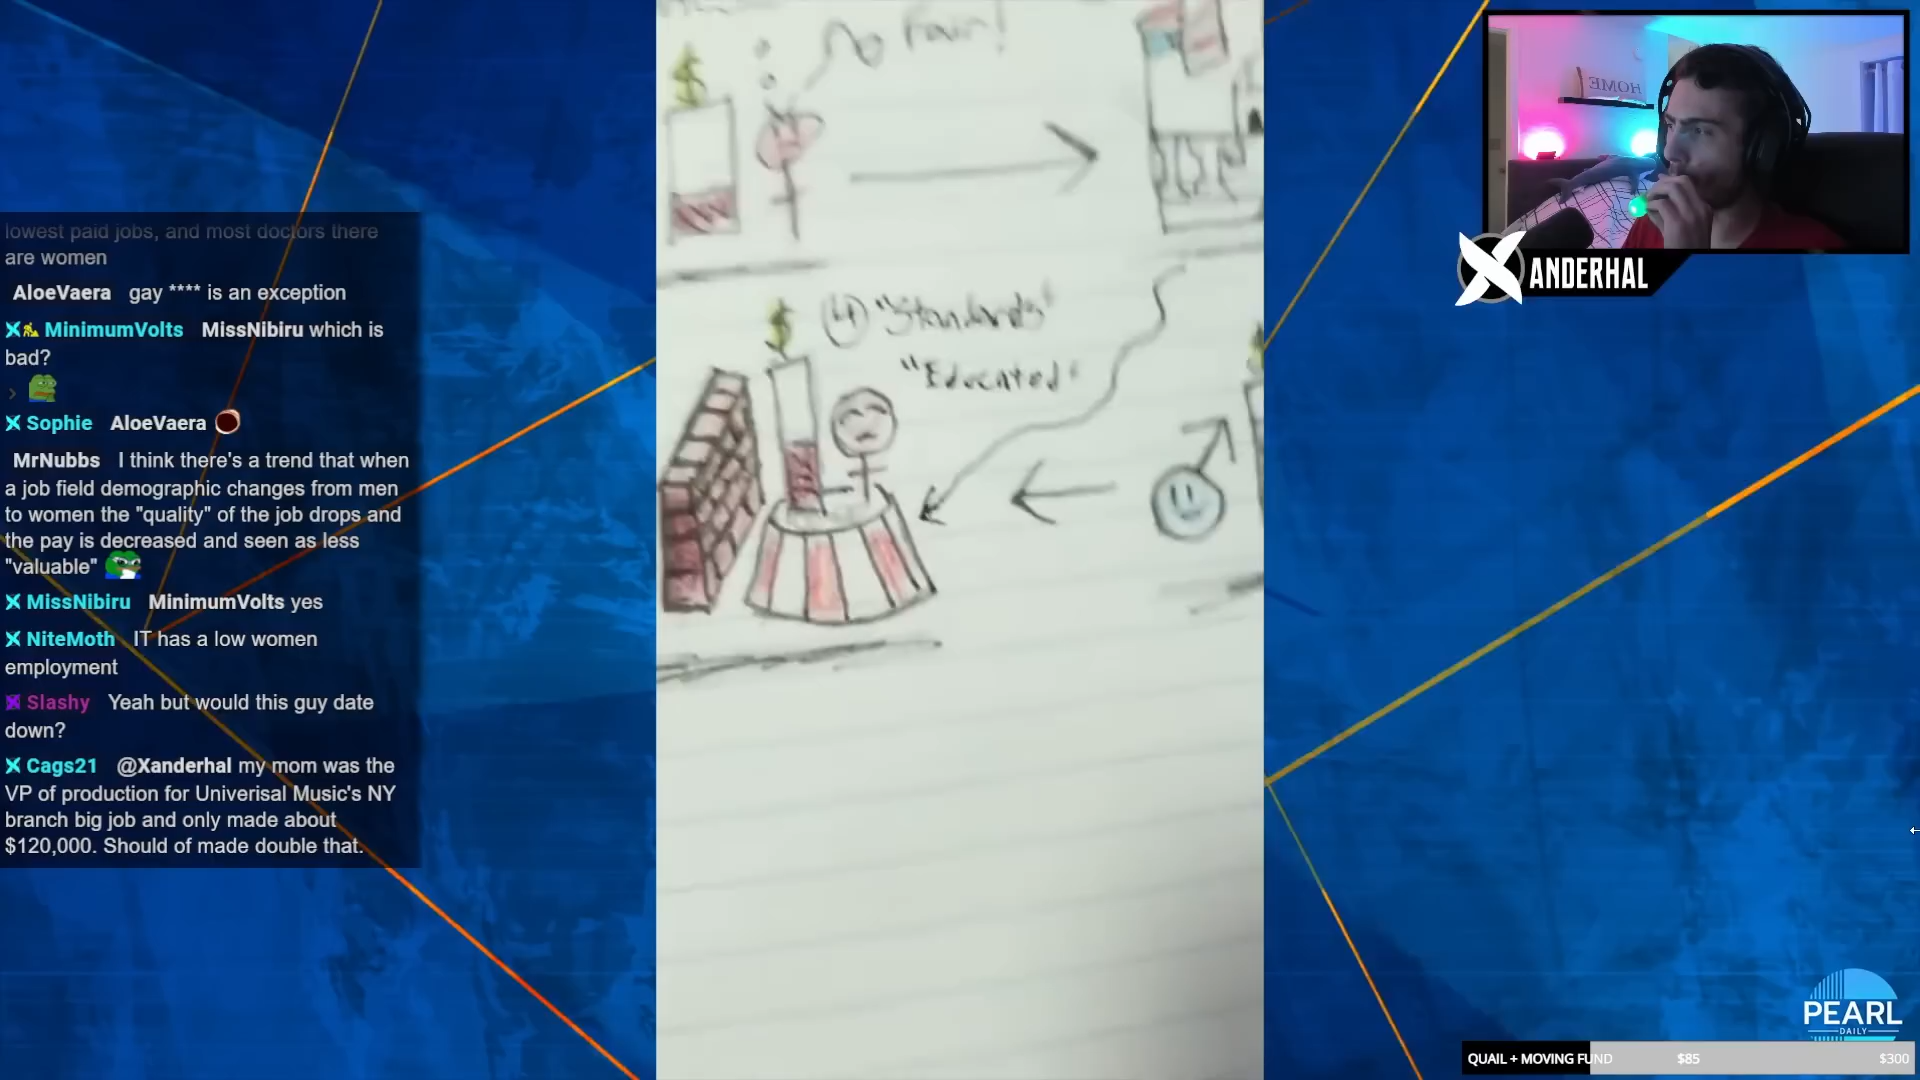 lowest paid jobs, and most doctors there
are women
AloeVaera gay **** is an exception
MinimumVolts MissNibiru which is
bad?
Sophie AloeVaera
MrNubbs I think there's a trend that when
a job field demographic changes from men
to women the "quality" of the job drops and
the pay is decreased and seen as less
"valuable"
MissNibiru MinimumVolts yes
NiteMoth IT has a low women
employment
Slashy Yeah but would this guy date
down?
Cags21 @Xanderhal my mom was the
VP of production for Univerisal Music's NY
branch big job and only made about
$120,000. Should of made double that.
No Fair!
$
$
4 "Standards"
"Educated"
HOME
XANDERHAL
PEARL
DAILY
QUAIL + MOVING FUND $85 $300